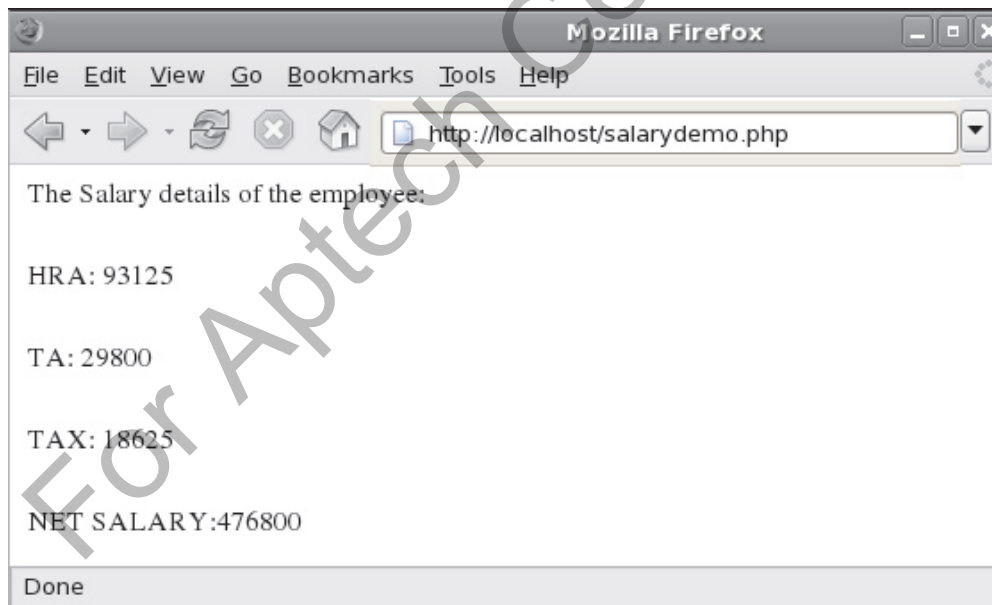 Mozilla Firefox
File Edit View Go Bookmarks Tools Help
http://localhost/salarydemo.php
The Salary details of the employee:
HRA: 93125
TA: 29800
TAX: 18625
NET SALARY:476800
Done
For Aptech